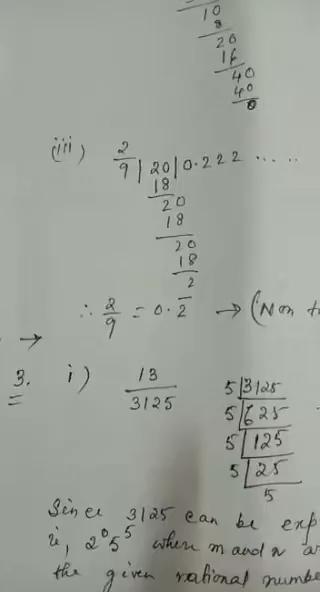 10
8
20
16
40
40
0
(iii) 2/9 | 20 | 0.222 .....
18
20
18
20
18
2
∴ 2/9 = 0.2̅ → (Non
→
3. i) 13/3125
5 | 3125
5 | 625
5 | 125
5 | 25
5
Since 3125 can be exp
ie, 2⁰5⁵ where m and n
the given rational numbe